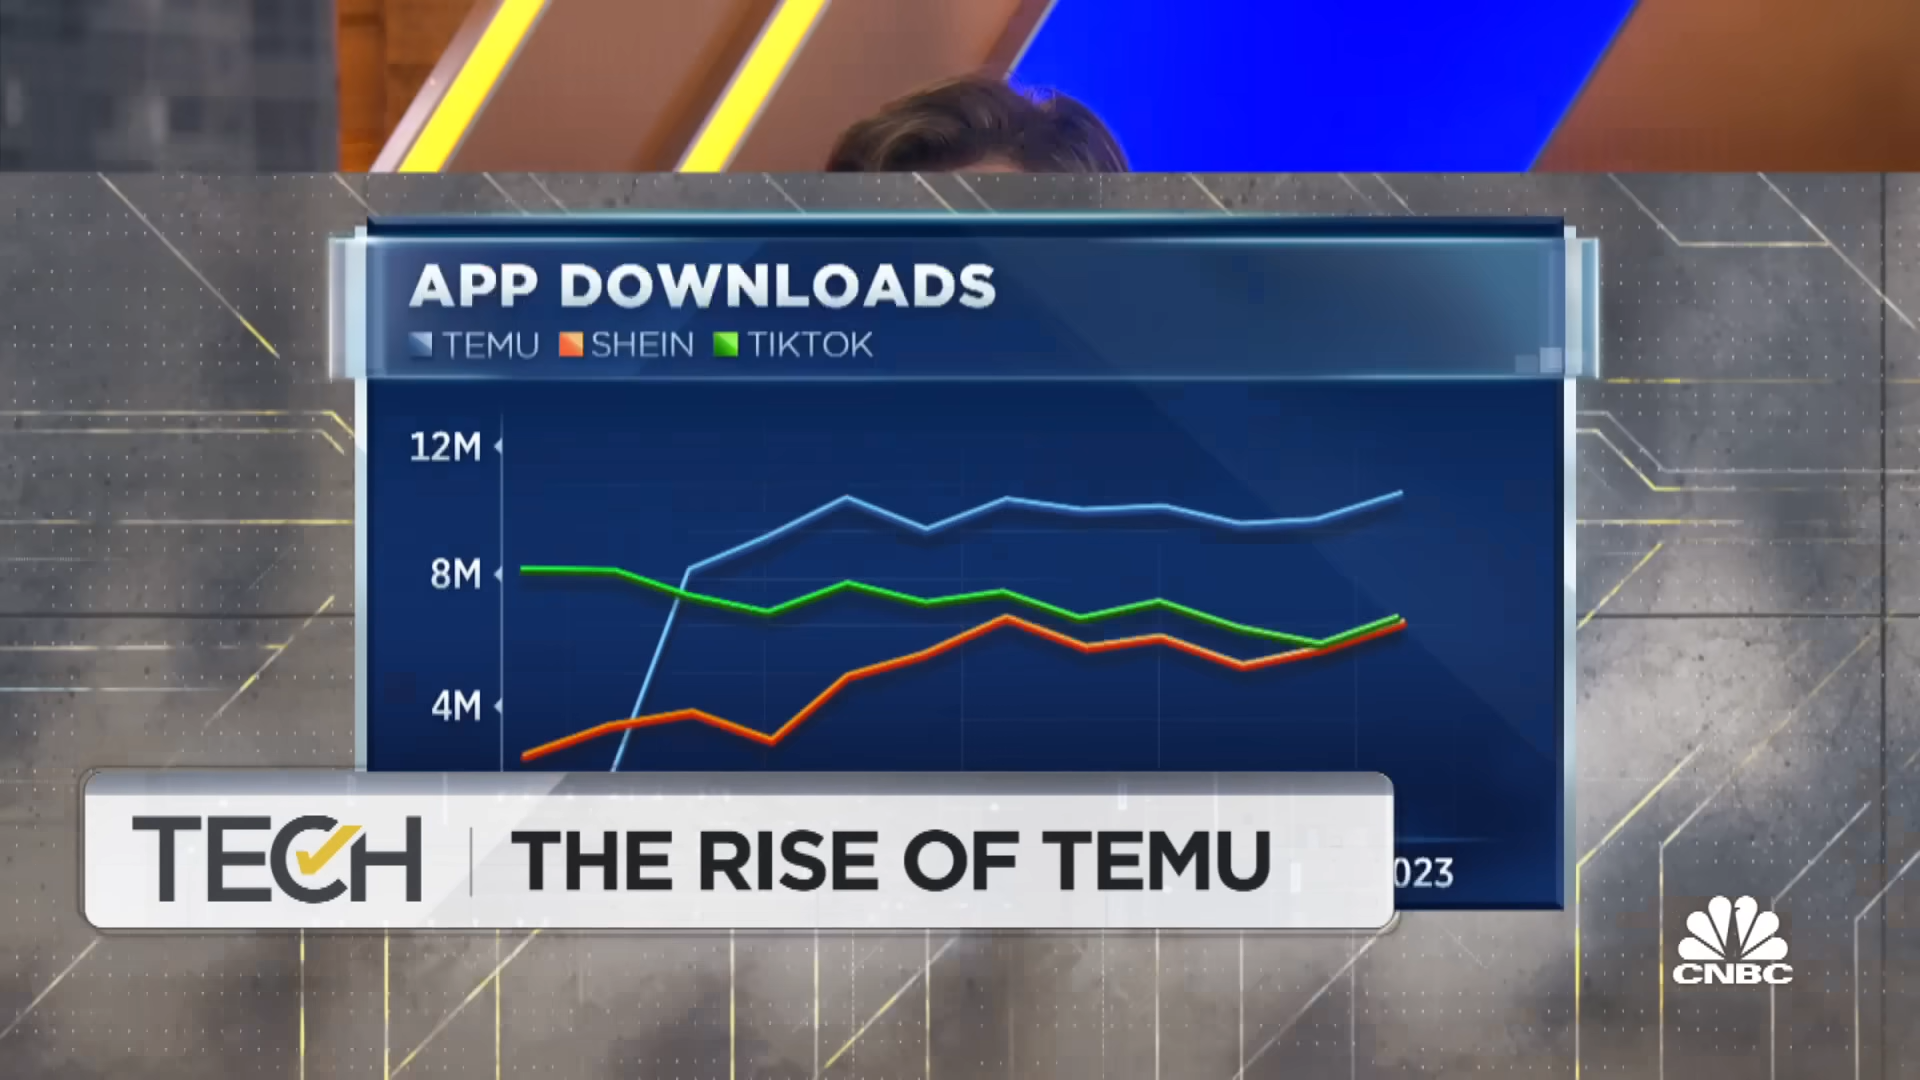 APP DOWNLOADS
TEMU SHEIN TIKTOK
12M
8M
4M
TECH THE RISE OF TEMU
023
CNBC